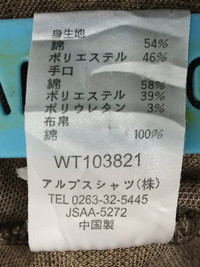 身生地
綿 54%
ポリエステル 46%
手口
綿 58%
ポリエステル 39%
ポリウレタン 3%
布帛
綿 100%
WT103821
アルプスシャツ(株)
TEL 0263-32-5445
JSAA-5272
中国製